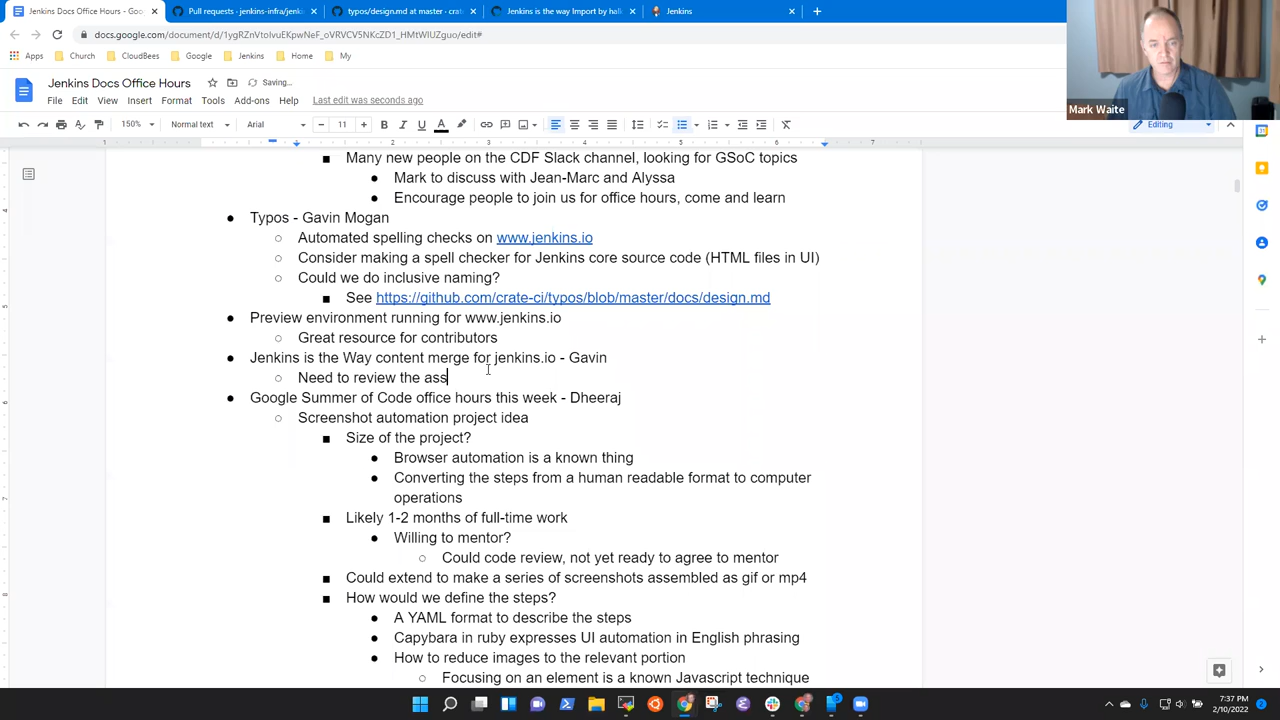 Jenkins Docs Office Hours - Goo
Pull requests · jenkins-infra/jenki
typos/design.md at master · crat
Jenkins is the way Import by hal
Jenkins
docs.google.com/document/d/1ygRZnVtoIvuEKpwNeF_oVRVCV5NKcZD1_HMtWIUZguo/edit#
Apps
Church
CloudBees
Google
Jenkins
Home
My
Mark Waite
Jenkins Docs Office Hours
Saving...
File Edit View Insert Format Tools Add-ons Help Last edit was seconds ago
150% Normal text Arial 11 Editing
Many new people on the CDF Slack channel, looking for GSoC topics
Mark to discuss with Jean-Marc and Alyssa
Encourage people to join us for office hours, come and learn
Typos - Gavin Mogan
Automated spelling checks on www.jenkins.io
Consider making a spell checker for Jenkins core source code (HTML files in UI)
Could we do inclusive naming?
See https://github.com/crate-ci/typos/blob/master/docs/design.md
Preview environment running for www.jenkins.io
Great resource for contributors
Jenkins is the Way content merge for jenkins.io - Gavin
Need to review the ass
Google Summer of Code office hours this week - Dheeraj
Screenshot automation project idea
Size of the project?
Browser automation is a known thing
Converting the steps from a human readable format to computer
operations
Likely 1-2 months of full-time work
Willing to mentor?
Could code review, not yet ready to agree to mentor
Could extend to make a series of screenshots assembled as gif or mp4
How would we define the steps?
A YAML format to describe the steps
Capybara in ruby expresses UI automation in English phrasing
How to reduce images to the relevant portion
Focusing on an element is a known Javascript technique
7:37 PM
2/10/2022